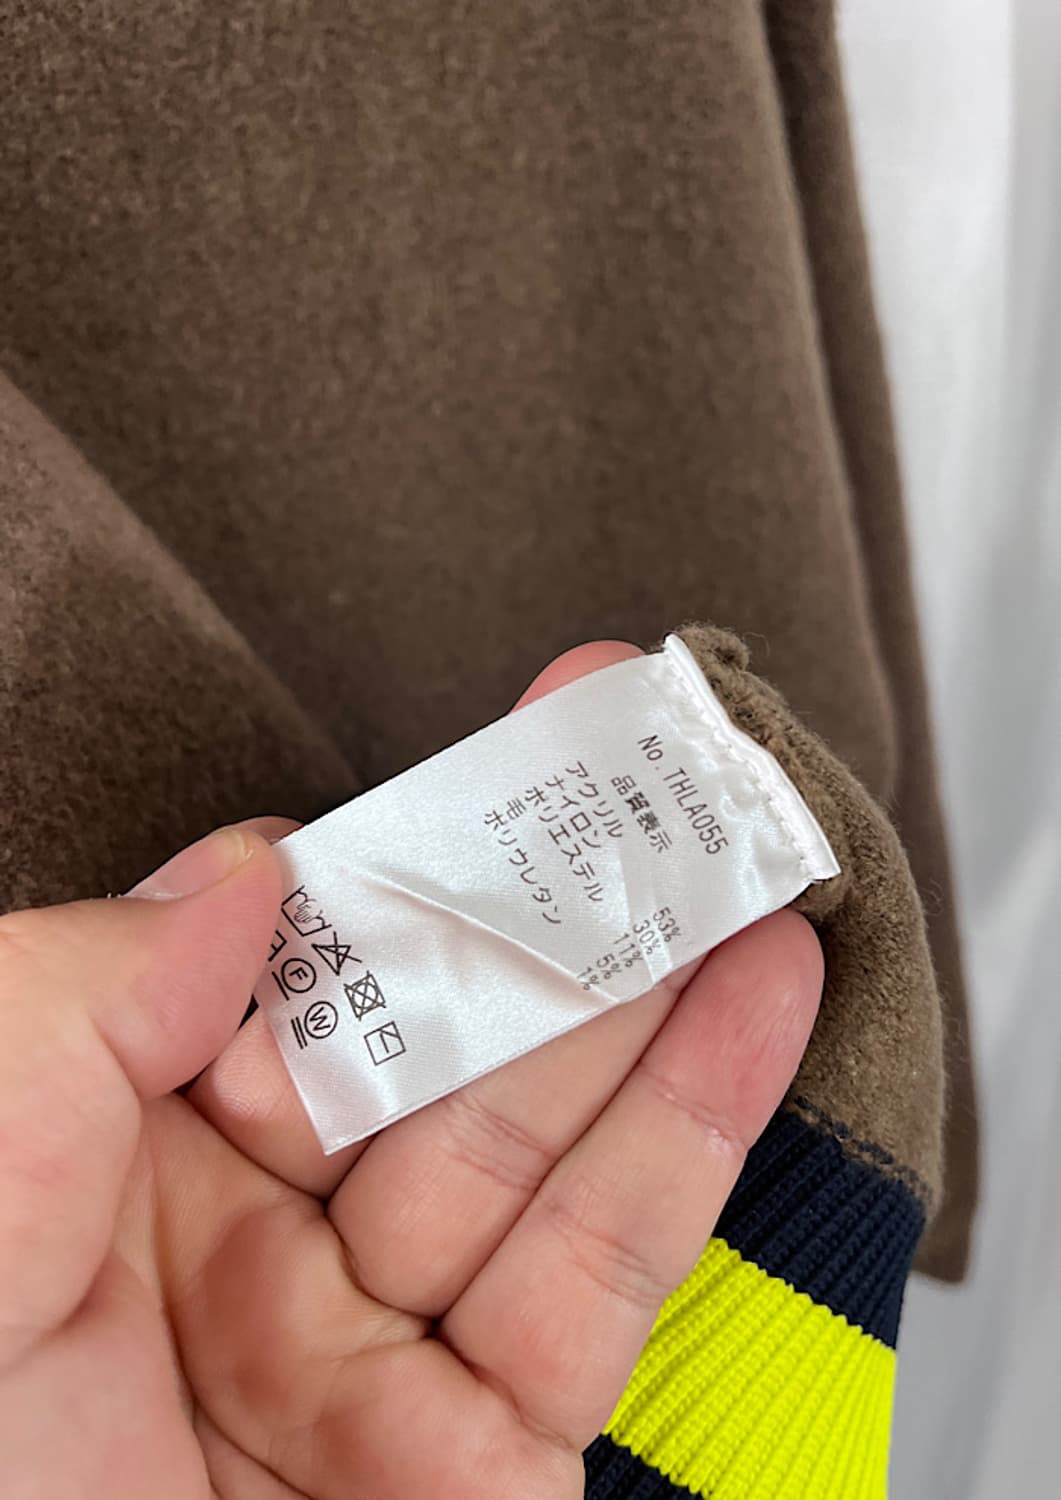 No. THLA055
品質表示
アクリル 53%
ナイロン 30%
ポリエステル 11%
毛 5%
ポリウレタン 1%
F
W